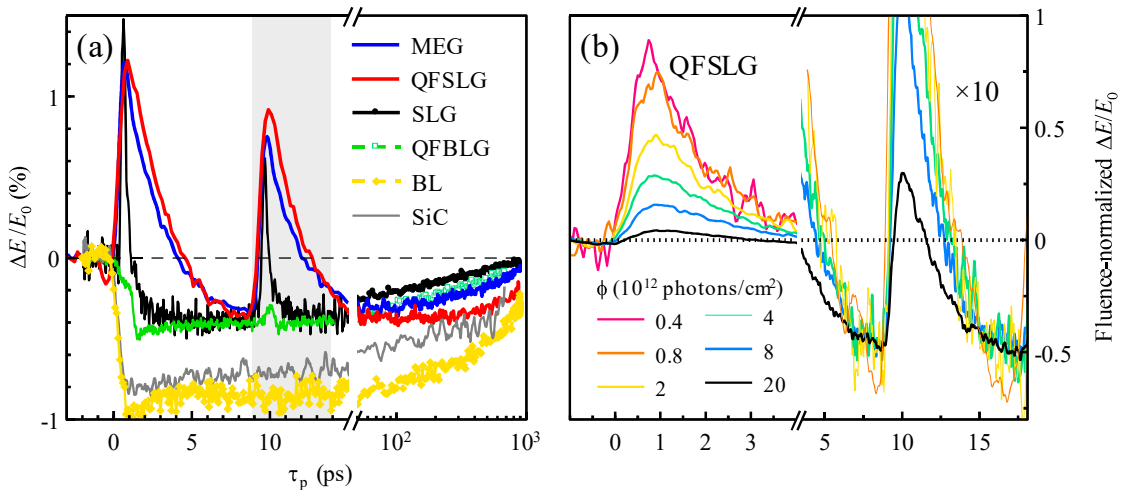 (a)
MEG
QFSLG
SLG
QFBLG
BL
SiC
ΔE/E₀ (%)
1
0
-1
0
10
10²
10³
τₚ (ps)
(b)
QFSLG
×10
ϕ (10¹² photons/cm²)
0.4
4
0.8
8
2
20
0
1
2
3
5
10
15
1
0.5
0
-0.5
Fluence-normalized ΔE/E₀